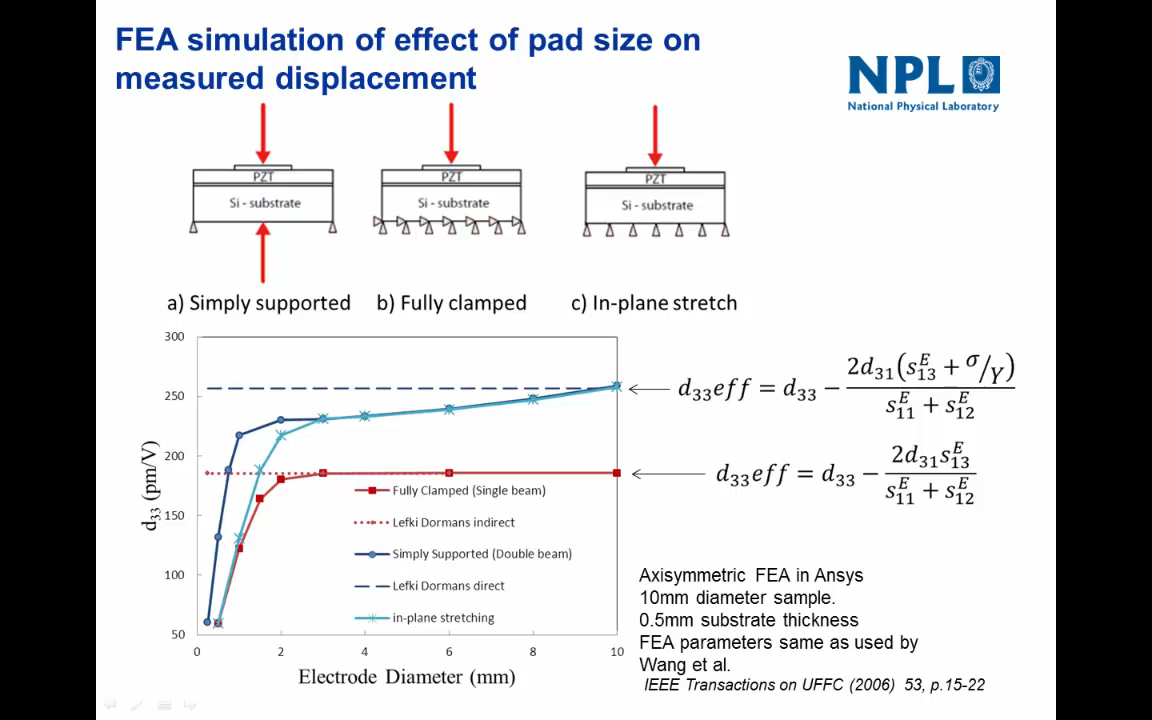 FEA simulation of effect of pad size on
measured displacement
NPL
National Physical Laboratory
PZT
Si - substrate
PZT
Si - substrate
PZT
Si - substrate
a) Simply supported
b) Fully clamped
c) In-plane stretch
300
250
200
150
100
50
0
2
4
6
8
10
d33 (pm/V)
Electrode Diameter (mm)
Fully Clamped (Single beam)
Lefki Dormans indirect
Simply Supported (Double beam)
Lefki Dormans direct
in-plane stretching
d₃₃eff = d₃₃ − 2d₃₁(s₁₃ᴱ + σ/Y) / s₁₁ᴱ + s₁₂ᴱ
d₃₃eff = d₃₃ − 2d₃₁s₁₃ᴱ / s₁₁ᴱ + s₁₂ᴱ
Axisymmetric FEA in Ansys
10mm diameter sample.
0.5mm substrate thickness
FEA parameters same as used by
Wang et al.
IEEE Transactions on UFFC (2006) 53, p.15-22